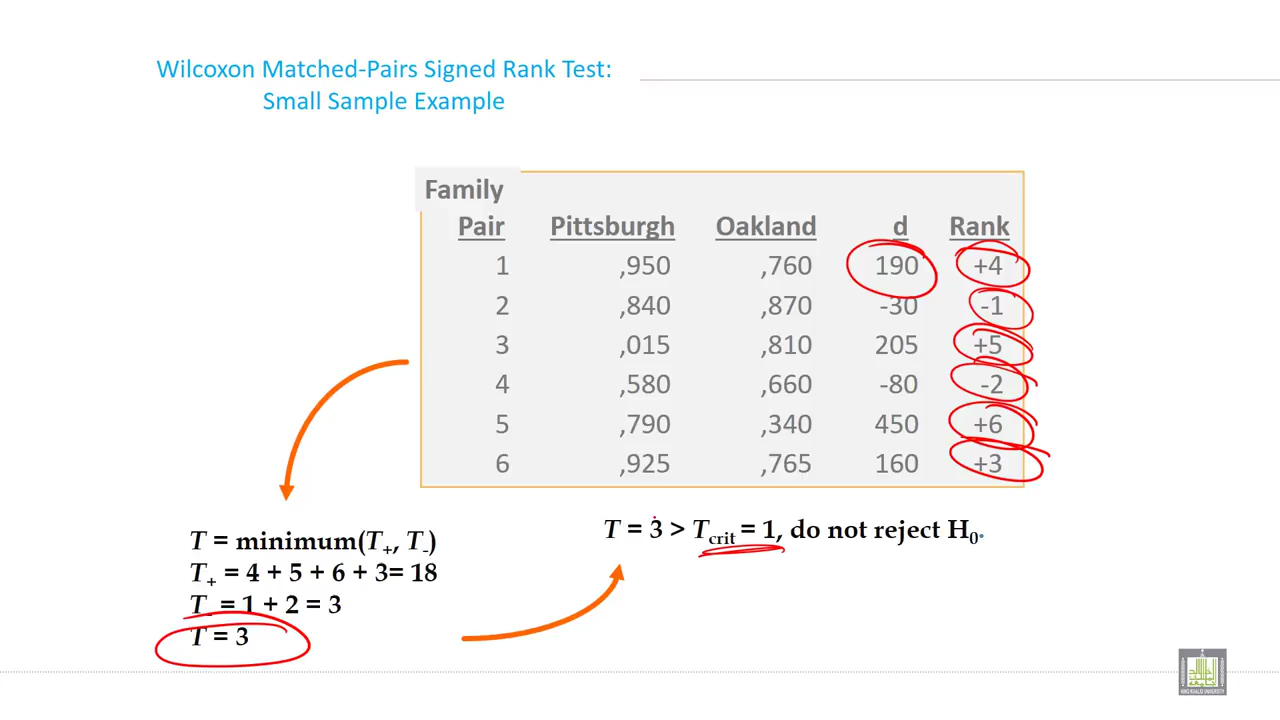 Wilcoxon Matched-Pairs Signed Rank Test:
Small Sample Example
Family
Pair Pittsburgh Oakland d Rank
1 ,950 ,760 190 +4
2 ,840 ,870 -30 -1
3 ,015 ,810 205 +5
4 ,580 ,660 -80 -2
5 ,790 ,340 450 +6
6 ,925 ,765 160 +3
T = minimum(T+, T-)
T+ = 4 + 5 + 6 + 3= 18
T- = 1 + 2 = 3
T = 3
T = 3 > Tcrit = 1, do not reject H0.
KING KHALID UNIVERSITY